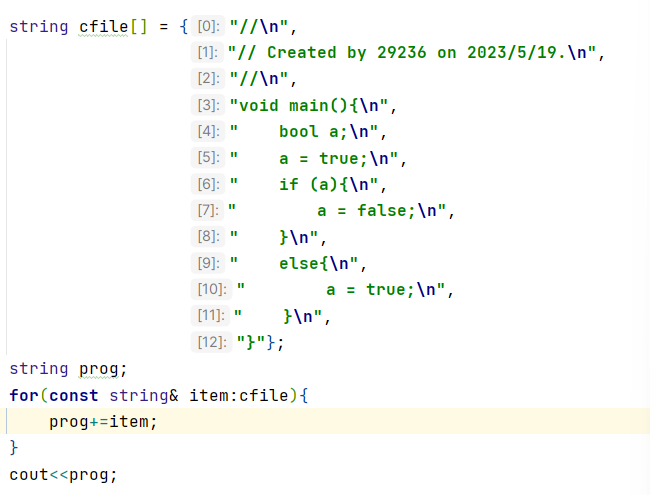 string cfile[] = { [0]: "//\n",
[1]: "// Created by 29236 on 2023/5/19.\n",
[2]: "//\n",
[3]: "void main(){\n",
[4]: "    bool a;\n",
[5]: "    a = true;\n",
[6]: "    if (a){\n",
[7]: "        a = false;\n",
[8]: "    }\n",
[9]: "    else{\n",
[10]: "        a = true;\n",
[11]: "    }\n",
[12]: "}"};
string prog;
for(const string& item:cfile){
    prog+=item;
}
cout<<prog;